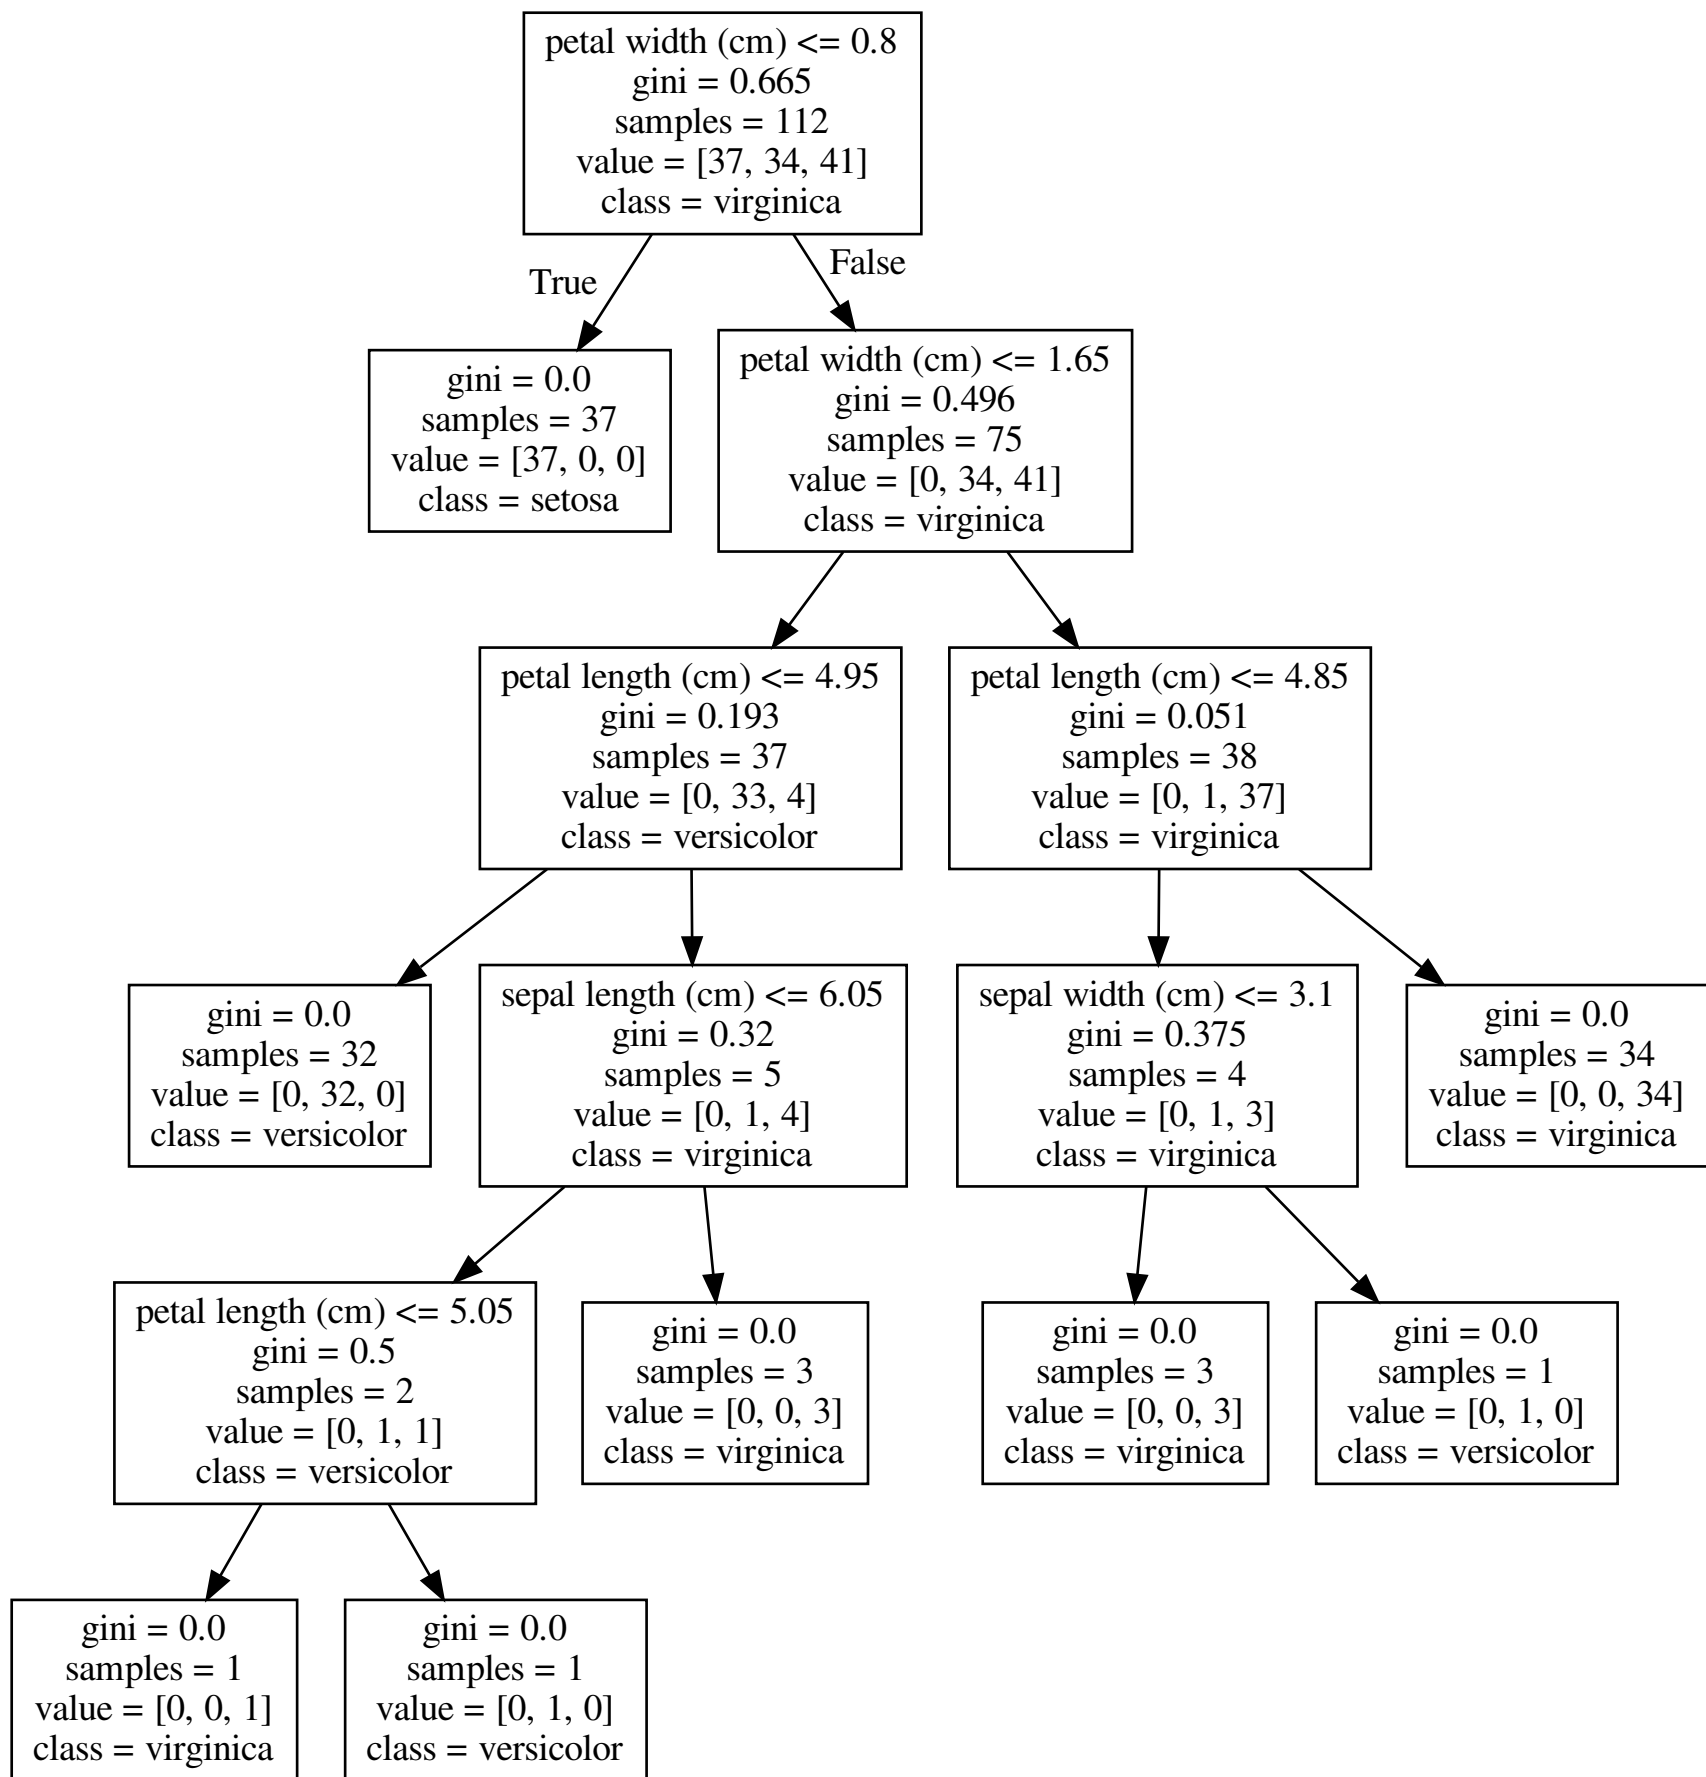 petal width (cm) <= 0.8
gini = 0.665
samples = 112
value = [37, 34, 41]
class = virginica
True
False
gini = 0.0
samples = 37
value = [37, 0, 0]
class = setosa
petal width (cm) <= 1.65
gini = 0.496
samples = 75
value = [0, 34, 41]
class = virginica
petal length (cm) <= 4.95
gini = 0.193
samples = 37
value = [0, 33, 4]
class = versicolor
petal length (cm) <= 4.85
gini = 0.051
samples = 38
value = [0, 1, 37]
class = virginica
gini = 0.0
samples = 32
value = [0, 32, 0]
class = versicolor
sepal length (cm) <= 6.05
gini = 0.32
samples = 5
value = [0, 1, 4]
class = virginica
sepal width (cm) <= 3.1
gini = 0.375
samples = 4
value = [0, 1, 3]
class = virginica
gini = 0.0
samples = 34
value = [0, 0, 34]
class = virginica
petal length (cm) <= 5.05
gini = 0.5
samples = 2
value = [0, 1, 1]
class = versicolor
gini = 0.0
samples = 3
value = [0, 0, 3]
class = virginica
gini = 0.0
samples = 3
value = [0, 0, 3]
class = virginica
gini = 0.0
samples = 1
value = [0, 1, 0]
class = versicolor
gini = 0.0
samples = 1
value = [0, 0, 1]
class = virginica
gini = 0.0
samples = 1
value = [0, 1, 0]
class = versicolor